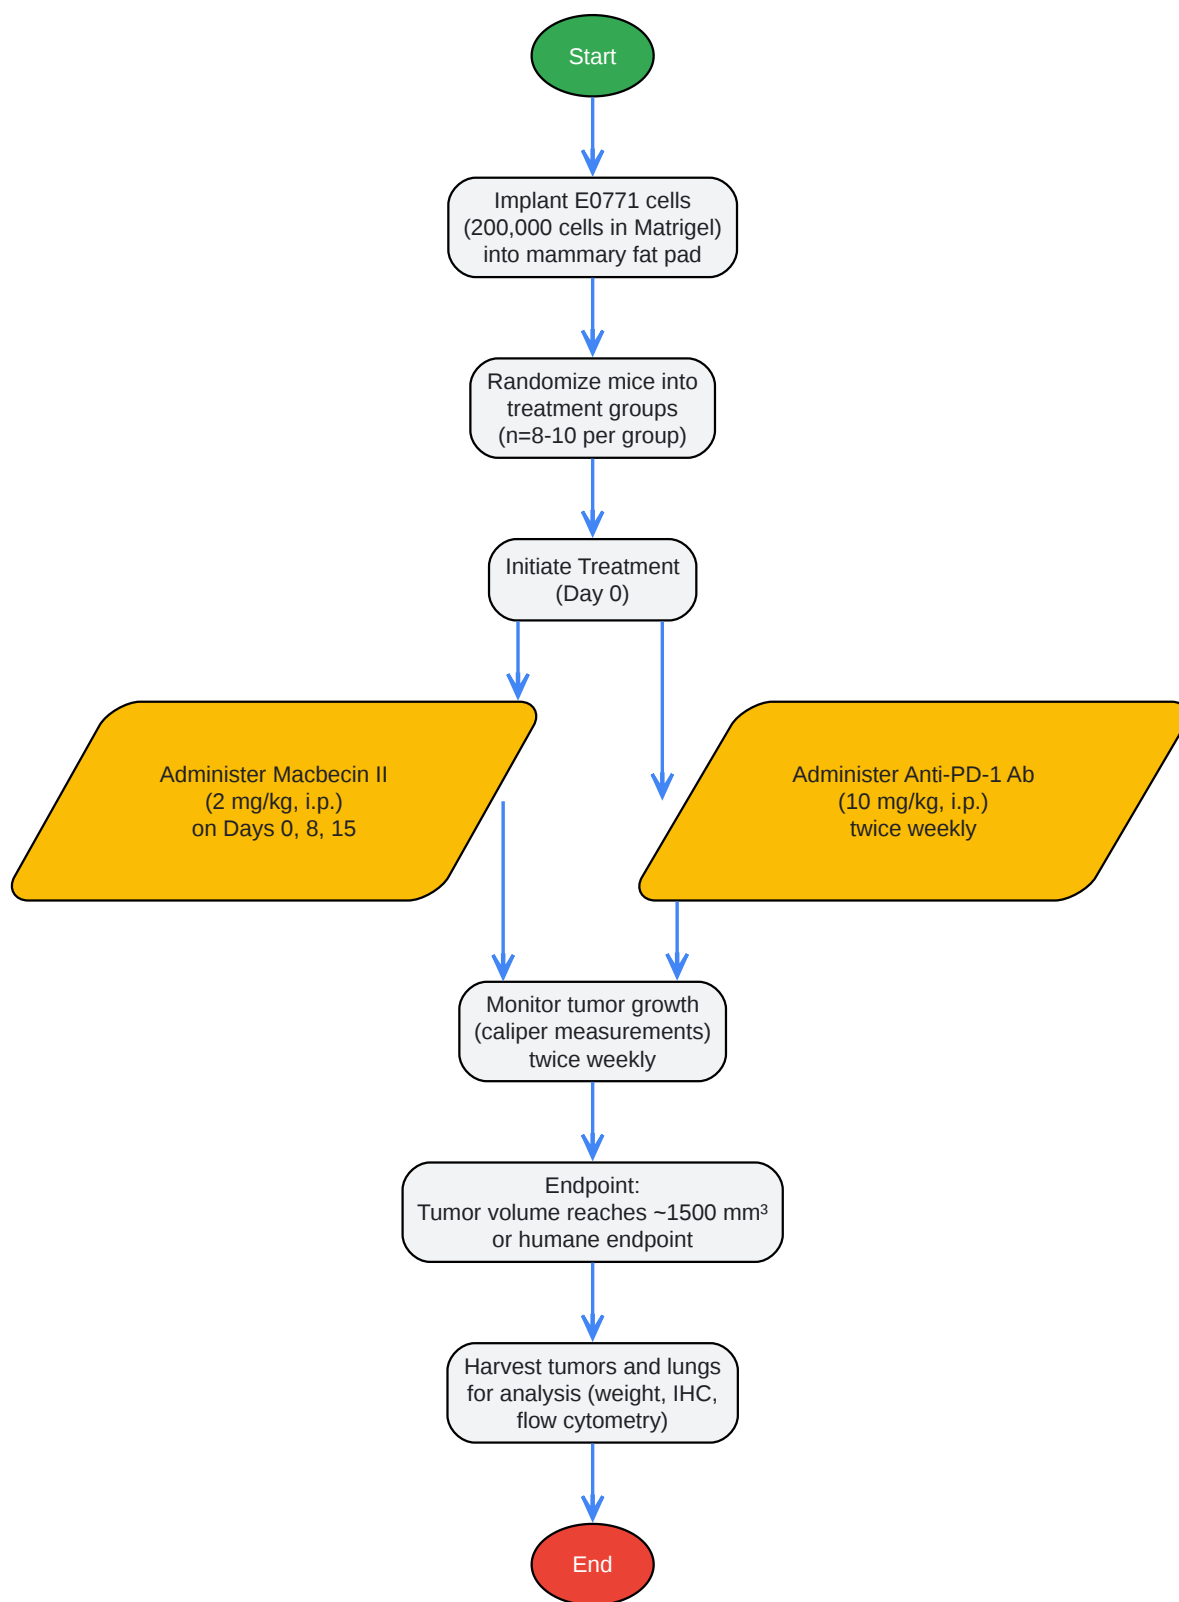 Start
Implant E0771 cells
(200,000 cells in Matrigel)
into mammary fat pad
Randomize mice into
treatment groups
(n=8-10 per group)
Initiate Treatment
(Day 0)
Administer Macbecin II
(2 mg/kg, i.p.)
on Days 0, 8, 15
Administer Anti-PD-1 Ab
(10 mg/kg, i.p.)
twice weekly
Monitor tumor growth
(caliper measurements)
twice weekly
Endpoint:
Tumor volume reaches ~1500 mm³
or humane endpoint
Harvest tumors and lungs
for analysis (weight, IHC,
flow cytometry)
End